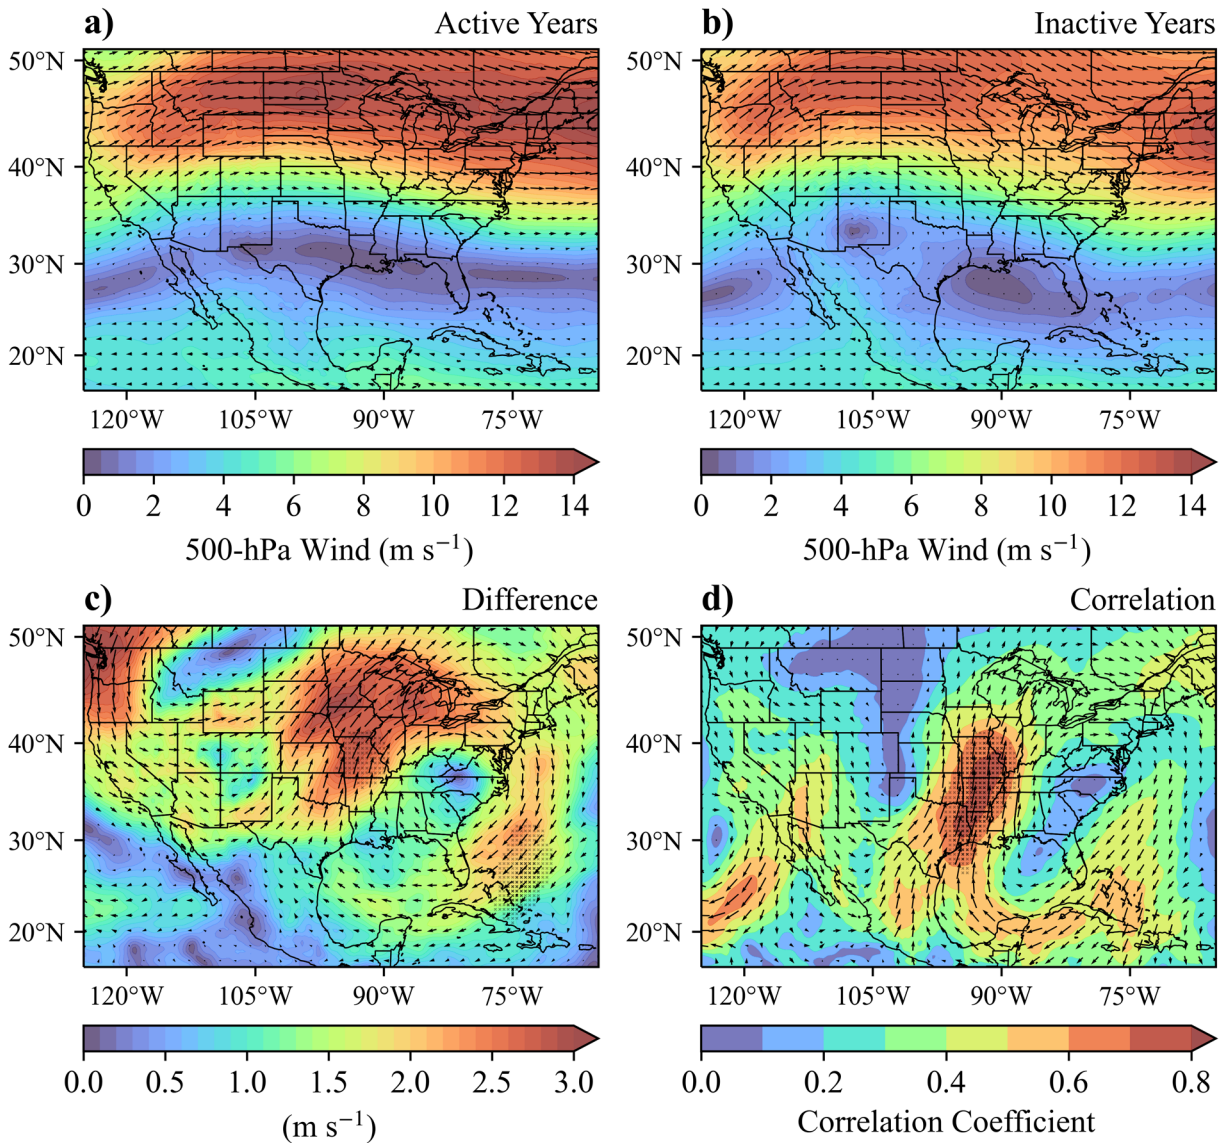 a) Active Years
b) Inactive Years
50°N
40°N
30°N
20°N
120°W 105°W 90°W 75°W
120°W 105°W 90°W 75°W
0 2 4 6 8 10 12 14
0 2 4 6 8 10 12 14
500-hPa Wind (m s⁻¹)
500-hPa Wind (m s⁻¹)
c) Difference
d) Correlation
50°N
40°N
30°N
20°N
50°N
40°N
30°N
20°N
50°N
40°N
30°N
20°N
120°W 105°W 90°W 75°W
120°W 105°W 90°W 75°W
0.0 0.5 1.0 1.5 2.0 2.5 3.0
0.0 0.2 0.4 0.6 0.8
(m s⁻¹)
Correlation Coefficient